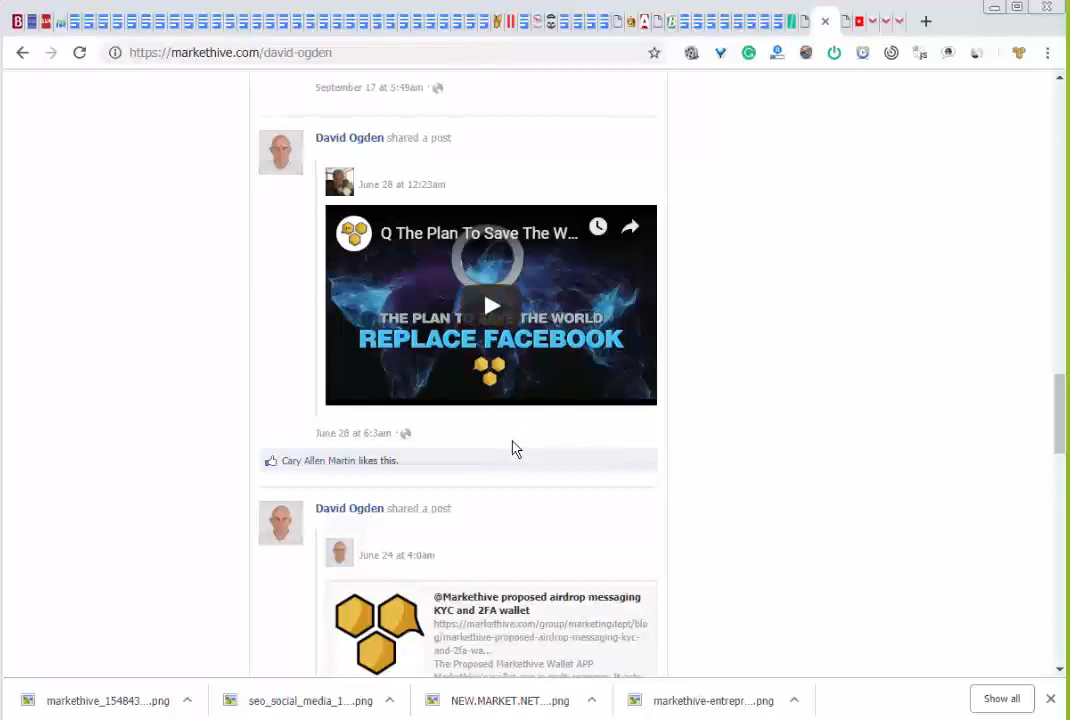 https://markethive.com/david-ogden
September 17 at 5:49am
David Ogden shared a post
June 28 at 12:23am
Q The Plan To Save The W...
THE PLAN TO SAVE THE WORLD
REPLACE FACEBOOK
June 28 at 6:3am
Cary Allen Martin likes this.
David Ogden shared a post
June 24 at 4:0am
@Markethive proposed airdrop messaging
KYC and 2FA wallet
https://markethive.com/group/marketingdept/blo
g/markethive-proposed-airdrop-messaging-kyc-
and-2fa-wa...
The Proposed Markethive Wallet APP
markethive_154843....png
seo_social_media_1....png
NEW.MARKET.NET....png
markethive-entrepr....png
Show all